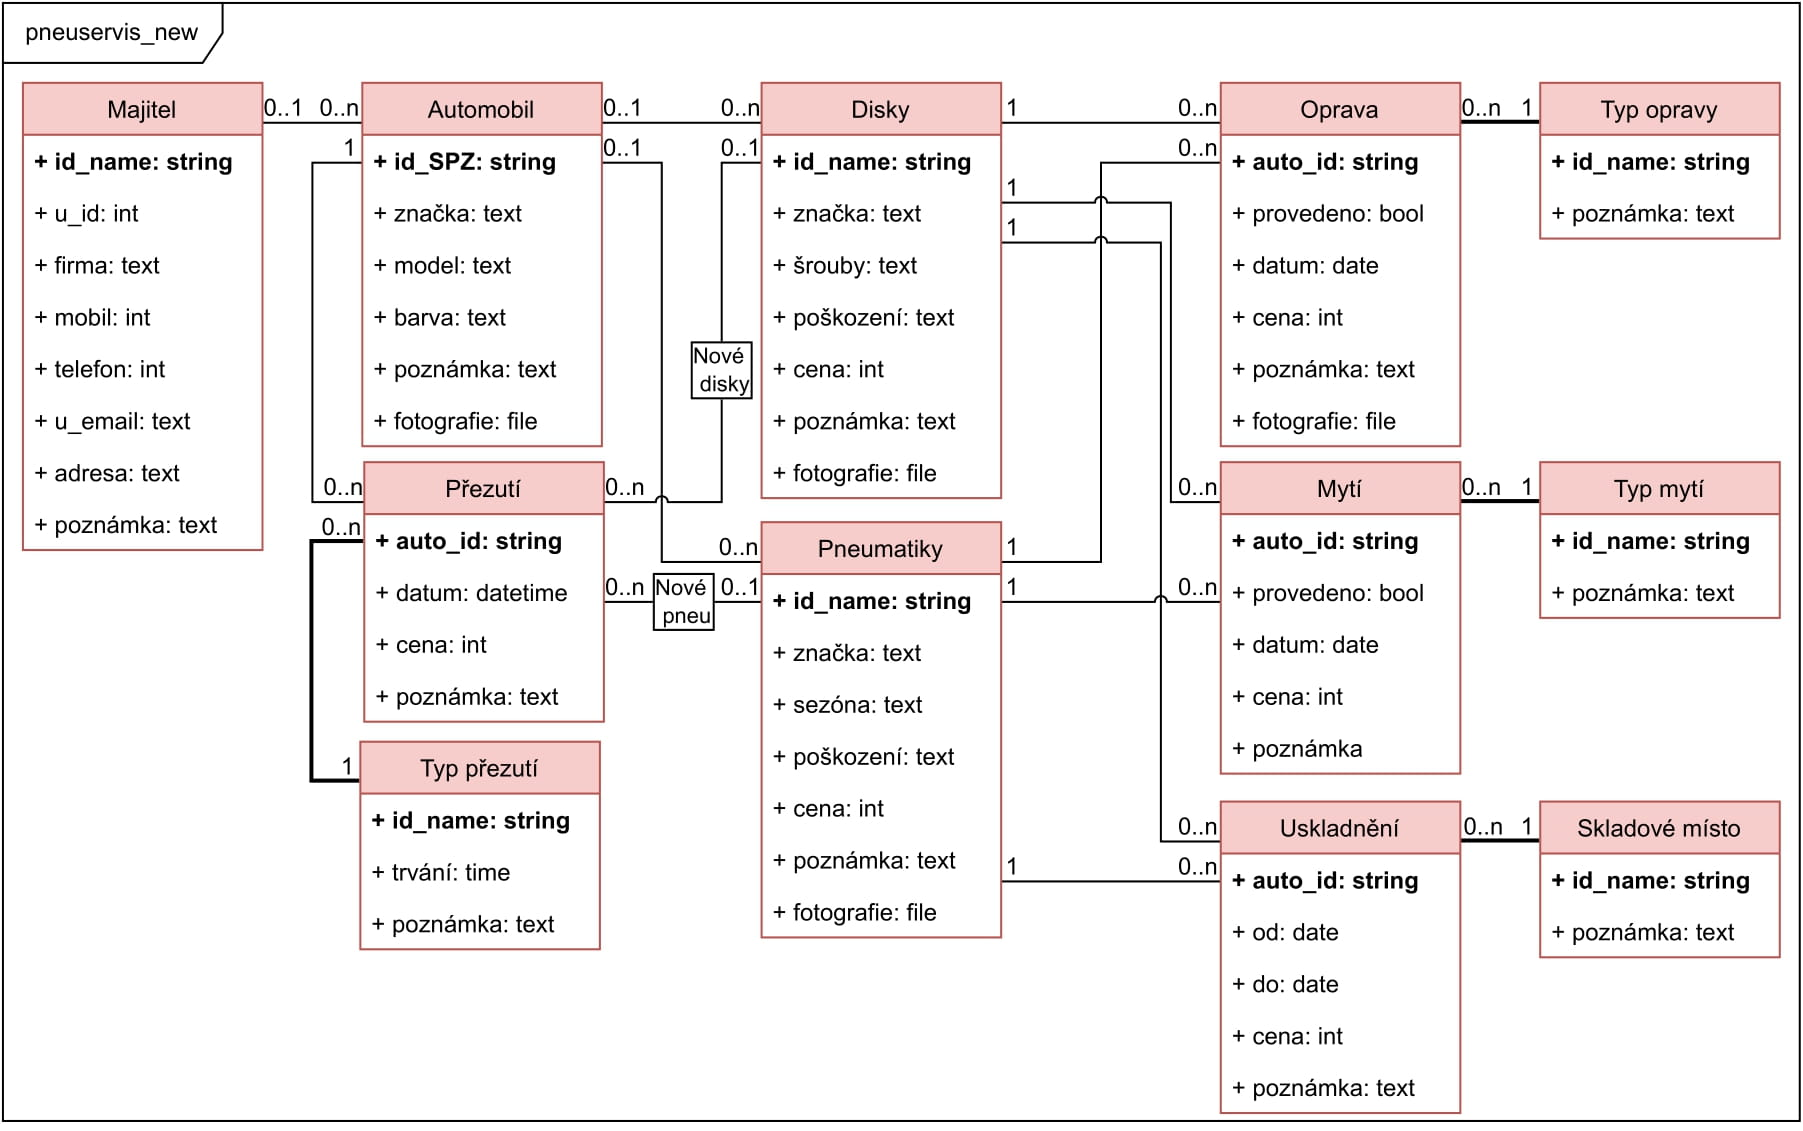 pneuservis_new
Majitel
+ id_name: string
+ u_id: int
+ firma: text
+ mobil: int
+ telefon: int
+ u_email: text
+ adresa: text
+ poznámka: text
0..1 0..n
Automobil
+ id_SPZ: string
+ značka: text
+ model: text
+ barva: text
+ poznámka: text
+ fotografie: file
1
0..n
0..n
1
Přezutí
+ auto_id: string
+ datum: datetime
+ cena: int
+ poznámka: text
Typ přezutí
+ id_name: string
+ trvání: time
+ poznámka: text
0..1 0..n
0..1 0..1
Nové
disky
0..n
0..n
0..n
Nové
pneu
0..1
Disky
+ id_name: string
+ značka: text
+ šrouby: text
+ poškození: text
+ cena: int
+ poznámka: text
+ fotografie: file
Pneumatiky
+ id_name: string
+ značka: text
+ sezóna: text
+ poškození: text
+ cena: int
+ poznámka: text
+ fotografie: file
1 0..n
0..n
1
1
0..n
1
1 0..n
0..n
1 0..n
Oprava
+ auto_id: string
+ provedeno: bool
+ datum: date
+ cena: int
+ poznámka: text
+ fotografie: file
Mytí
+ auto_id: string
+ provedeno: bool
+ datum: date
+ cena: int
+ poznámka
Uskladnění
+ auto_id: string
+ od: date
+ do: date
+ cena: int
+ poznámka: text
0..n 1
Typ opravy
+ id_name: string
+ poznámka: text
0..n 1
Typ mytí
+ id_name: string
+ poznámka: text
0..n 1
Skladové místo
+ id_name: string
+ poznámka: text